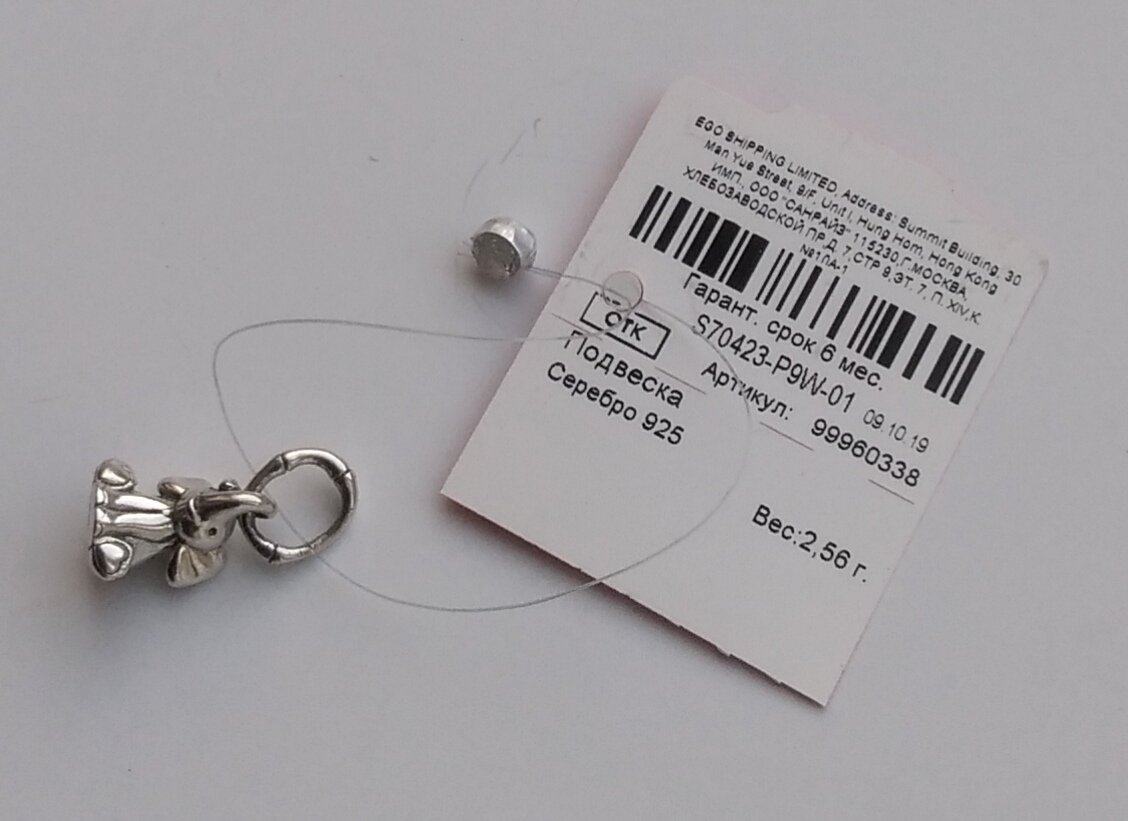 EGO SHIPPING LIMITED, Address: Summit Building, 30
Man Yue Street, 9/F, Unit I, Hung Hom, Hong Kong
ИМП., ООО "САНРАЙЗ" 115230,Г.МОСКВА,
ХЛЕБОЗАВОДСКОЙ ПР.Д. 7,СТР 9,ЭТ. 7, П. XIV,К.
№10А-1
Гарант. срок 6 мес.
S70423-P9W-01 09.10.19
Артикул: 99960338
ОТК
Подвеска
Серебро 925
Вес:2,56 г.